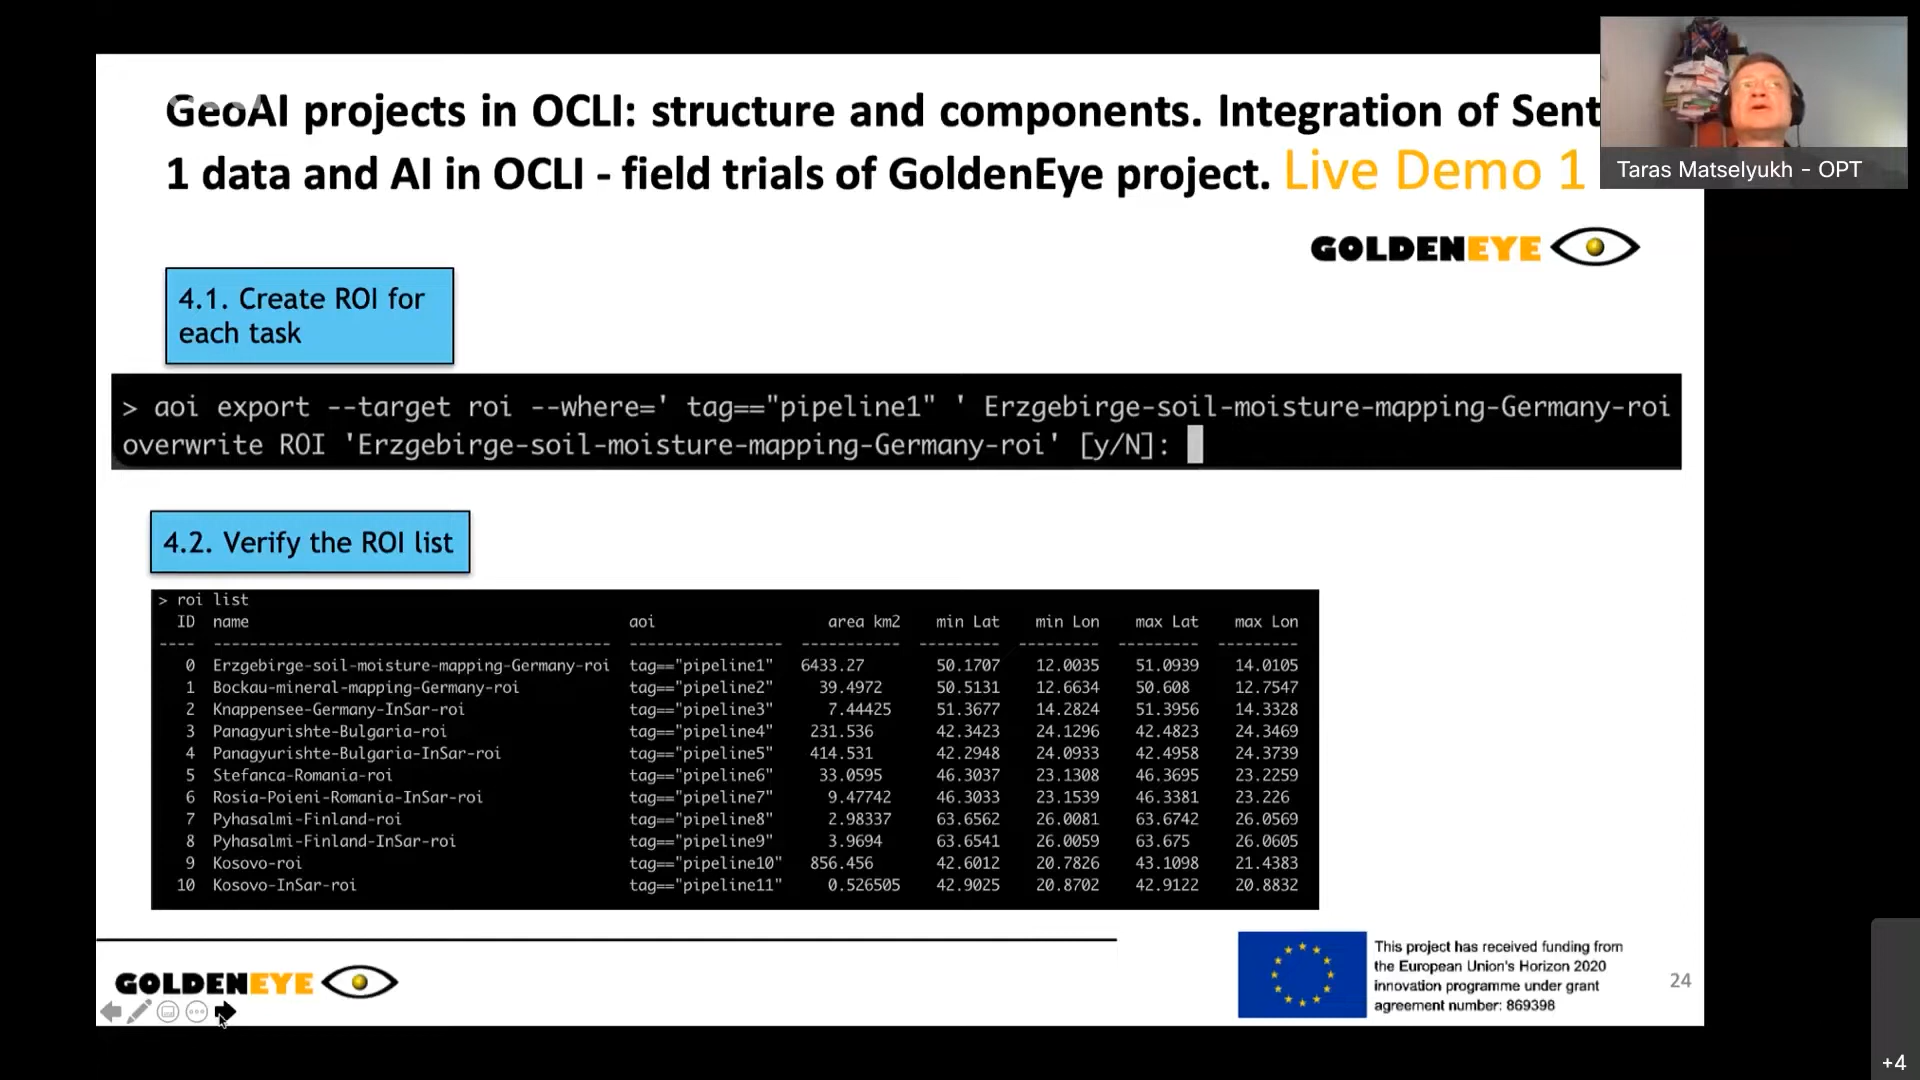 GeoAI projects in OCLI: structure and components. Integration of Sent
1 data and AI in OCLI - field trials of GoldenEye project. Live Demo 1
Taras Matselyukh - OPT
GOLDENEYE
4.1. Create ROI for
each task
> aoi export --target roi --where=' tag=="pipeline1" ' Erzgebirge-soil-moisture-mapping-Germany-roi
overwrite ROI 'Erzgebirge-soil-moisture-mapping-Germany-roi' [y/N]:
4.2. Verify the ROI list
> roi list
ID name aoi area km2 min Lat min Lon max Lat max Lon
---- ---------------------------------------- ---------------- ---------- -------- -------- -------- --------
0 Erzgebirge-soil-moisture-mapping-Germany-roi tag=="pipeline1" 6433.27 50.1707 12.0035 51.0939 14.0105
1 Bockau-mineral-mapping-Germany-roi tag=="pipeline2" 39.4972 50.5131 12.6634 50.608 12.7547
2 Knappensee-Germany-InSar-roi tag=="pipeline3" 7.44425 51.3677 14.2824 51.3956 14.3328
3 Panagyurishte-Bulgaria-roi tag=="pipeline4" 231.536 42.3423 24.1296 42.4823 24.3469
4 Panagyurishte-Bulgaria-InSar-roi tag=="pipeline5" 414.531 42.2948 24.0933 42.4958 24.3739
5 Stefanca-Romania-roi tag=="pipeline6" 33.0595 46.3037 23.1308 46.3695 23.2259
6 Rosia-Poieni-Romania-InSar-roi tag=="pipeline7" 9.47742 46.3033 23.1539 46.3381 23.226
7 Pyhasalmi-Finland-roi tag=="pipeline8" 2.98337 63.6562 26.0081 63.6742 26.0569
8 Pyhasalmi-Finland-InSar-roi tag=="pipeline9" 3.9694 63.6541 26.0059 63.675 26.0605
9 Kosovo-roi tag=="pipeline10" 856.456 42.6012 20.7826 43.1098 21.4383
10 Kosovo-InSar-roi tag=="pipeline11" 0.526505 42.9025 20.8702 42.9122 20.8832
GOLDENEYE
This project has received funding from
the European Union's Horizon 2020
innovation programme under grant
agreement number: 869398
24
+4